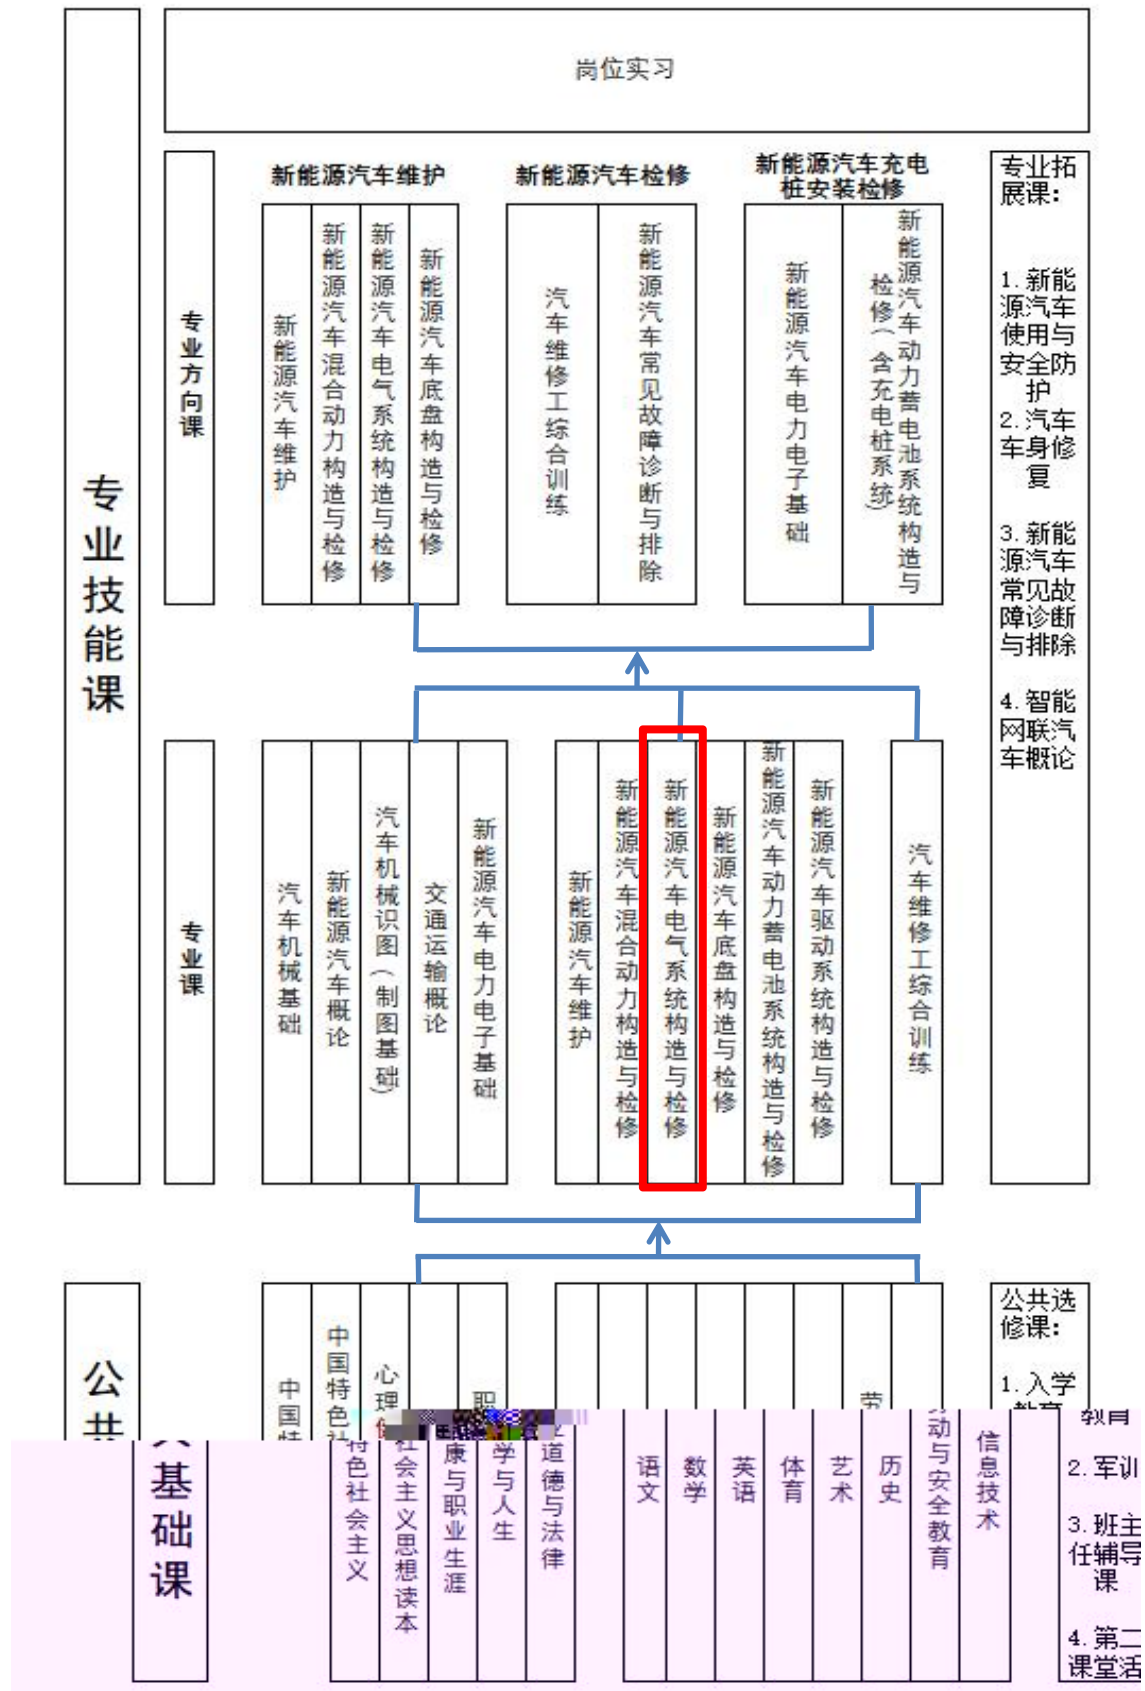 岗位实习
专业技能课
专业方向课
新能源汽车维护
新能源汽车维护
新能源汽车混合动力构造与检修
新能源汽车电气系统构造与检修
新能源汽车底盘构造与检修
新能源汽车检修
汽车维修工综合训练
新能源汽车常见故障诊断与排除
新能源汽车充电
桩安装检修
新能源汽车电力电子基础
新能源汽车动力蓄电池系统构造与
检修（含充电桩系统）
专业拓
展课：
1.新能
源汽车
使用与
安全防
护
2.汽车
车身修
复
3.新能
源汽车
常见故
障诊断
与排除
4.智能
网联汽
车概论
专业课
汽车机械基础
新能源汽车概论
汽车机械识图（制图基础）
交通运输概论
新能源汽车电力电子基础
新能源汽车维护
新能源汽车混合动力构造与检修
新能源汽车电气系统构造与检修
新能源汽车底盘构造与检修
新能源汽车动力蓄电池系统构造与检修
新能源汽车驱动系统构造与检修
汽车维修工综合训练
公共
基础课
中国特
色社会主义
中国特色社
会主义思想读本
心理健
康与职业生涯
职
学与人生
道德与法律
语文
数学
英语
体育
艺术
历史
劳
动与安全教育
信息技术
公共选
修课：
1.入学
教育
2.军训
3.班主
任辅导
课
4.第二
课堂活